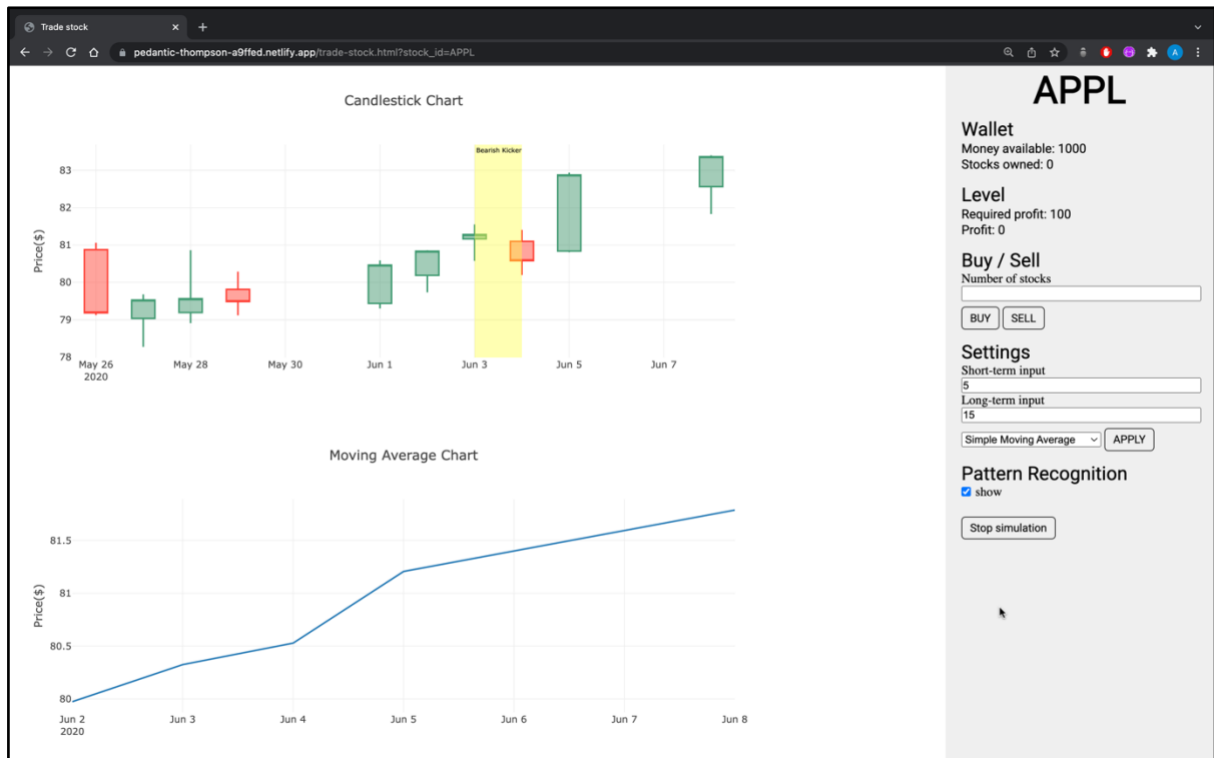 Trade stock
pedantic-thompson-a9ffed.netlify.app/trade-stock.html?stock_id=APPL
A
Candlestick Chart
Bearish Kicker
Price($)
83
82
81
80
79
78
May 26 May 28 May 30 Jun 1 Jun 3 Jun 5 Jun 7
2020
Moving Average Chart
Price($)
81.5
81
80.5
80
Jun 2 Jun 3 Jun 4 Jun 5 Jun 6 Jun 7 Jun 8
2020
APPL
Wallet
Money available: 1000
Stocks owned: 0
Level
Required profit: 100
Profit: 0
Buy / Sell
Number of stocks
BUY SELL
Settings
Short-term input
5
Long-term input
15
Simple Moving Average APPLY
Pattern Recognition
show
Stop simulation